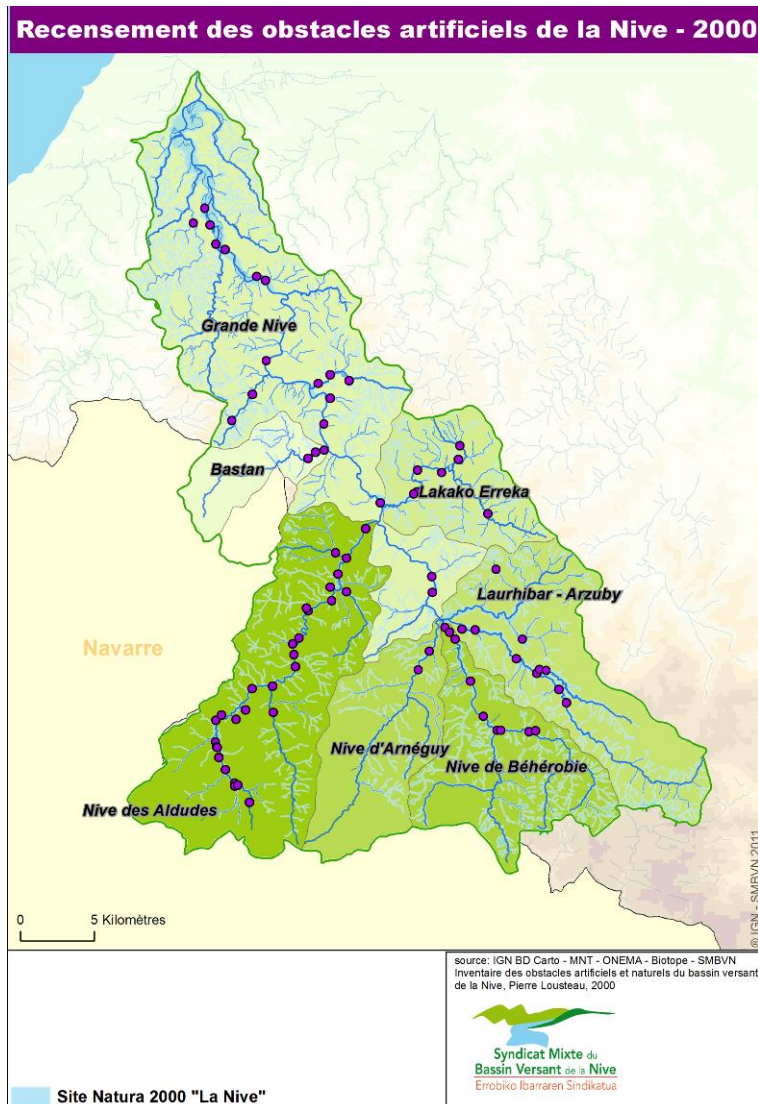 Recensement des obstacles artificiels de la Nive - 2000
Grande Nive
Bastan
Lakako Erreka
Laurhibar - Arzuby
Navarre
Nive d'Arnéguy
Nive de Béhérobie
Nive des Aldudes
0 5 Kilomètres
© IGN - SMBVN 2011
source: IGN BD Carto - MNT - ONEMA - Biotope - SMBVN
Inventaire des obstacles artificiels et naturels du bassin versant
de la Nive, Pierre Lousteau, 2000
Syndicat Mixte du
Bassin Versant de la Nive
Errobiko Ibarraren Sindikatua
Site Natura 2000 "La Nive"